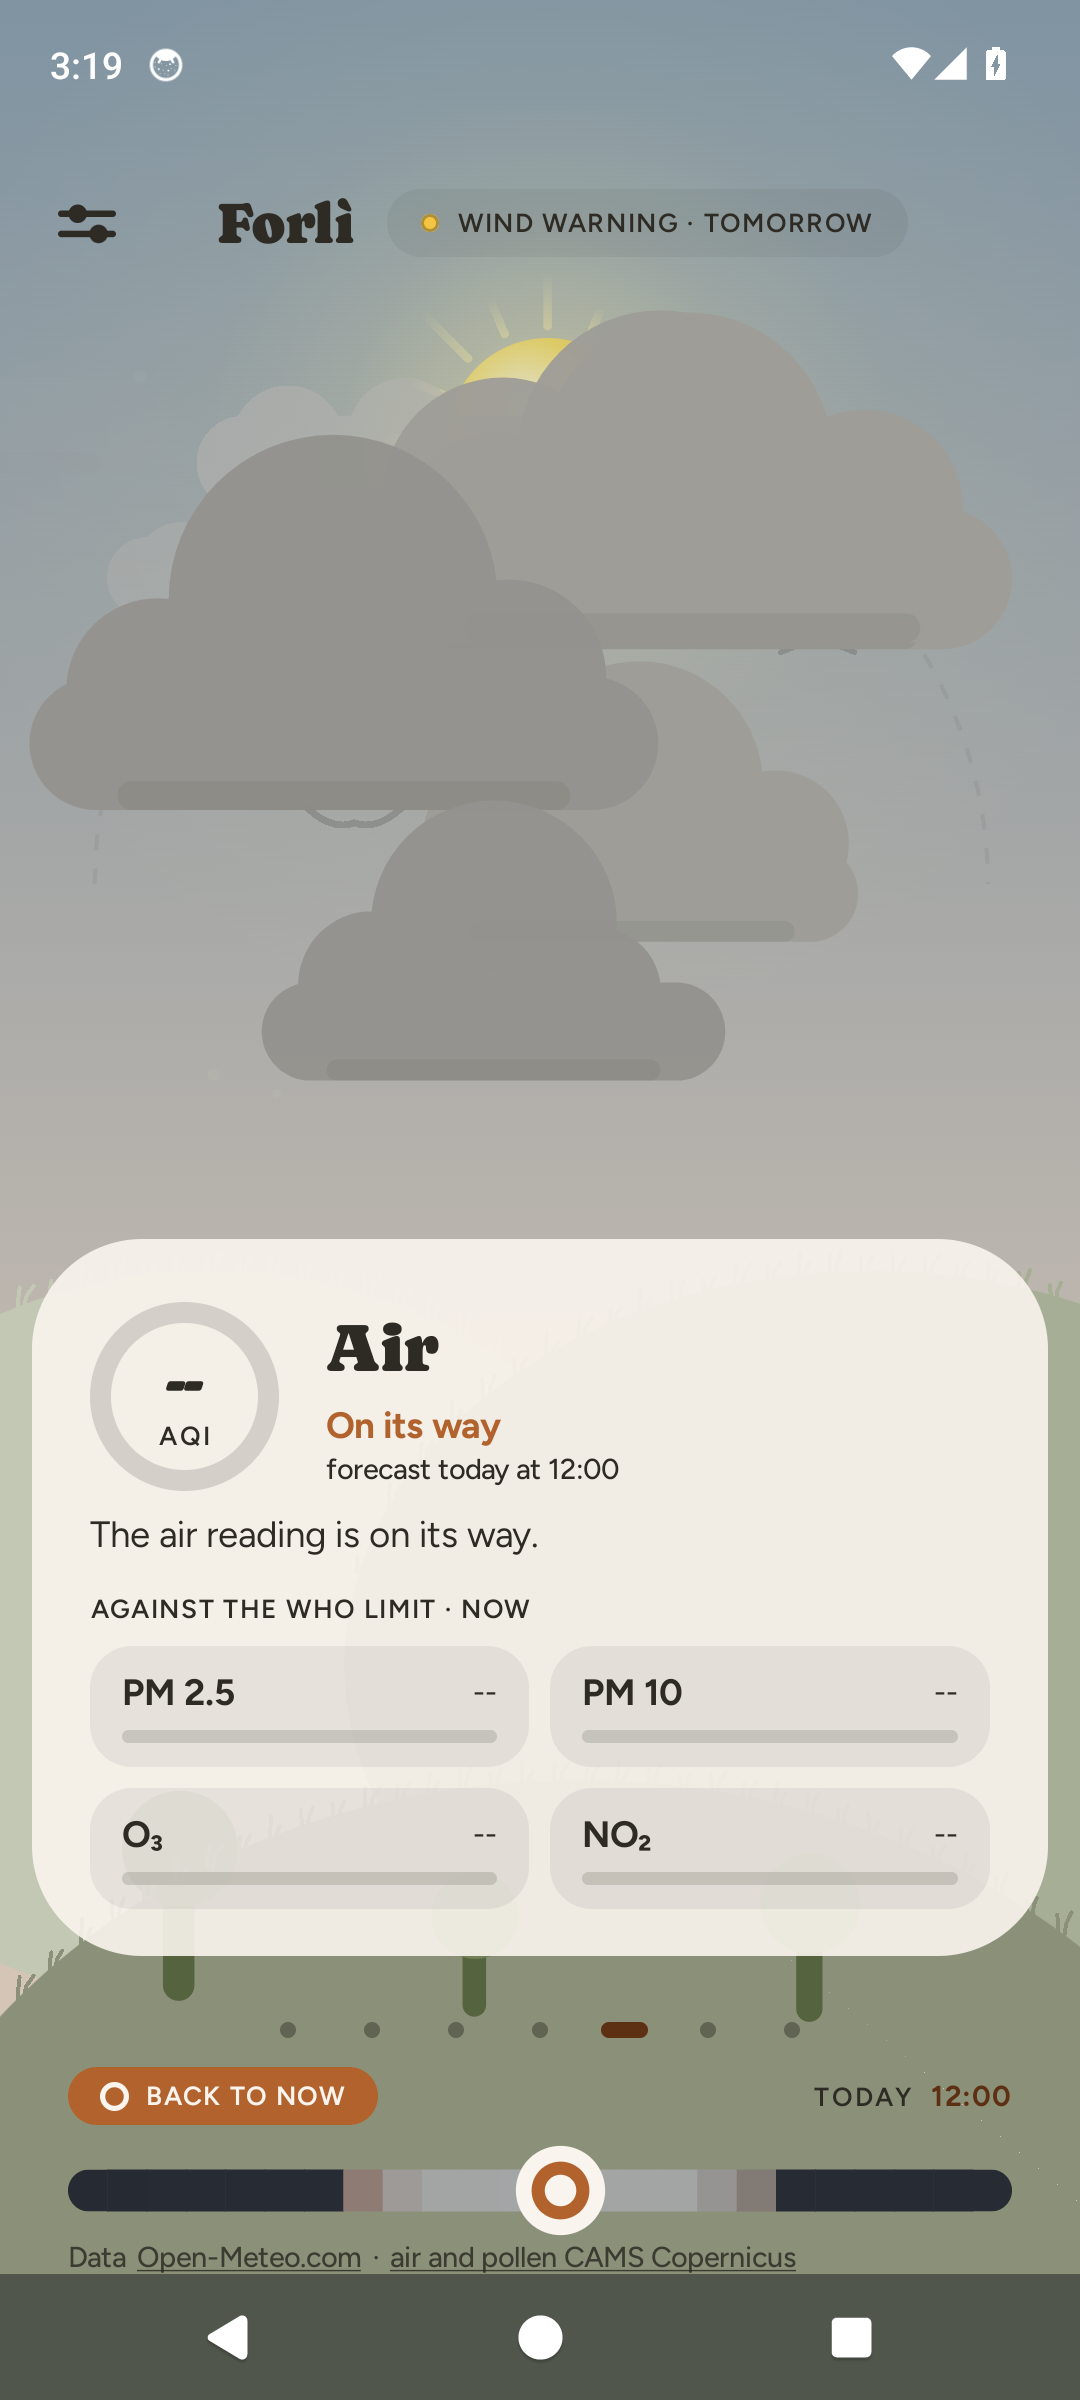 3:19
Forlì
WIND WARNING · TOMORROW
--
AQI
Air
On its way
forecast today at 12:00
The air reading is on its way.
AGAINST THE WHO LIMIT · NOW
PM 2.5 --
PM 10 --
O₃ --
NO₂ --
BACK TO NOW
TODAY 12:00
Data Open-Meteo.com · air and pollen CAMS Copernicus